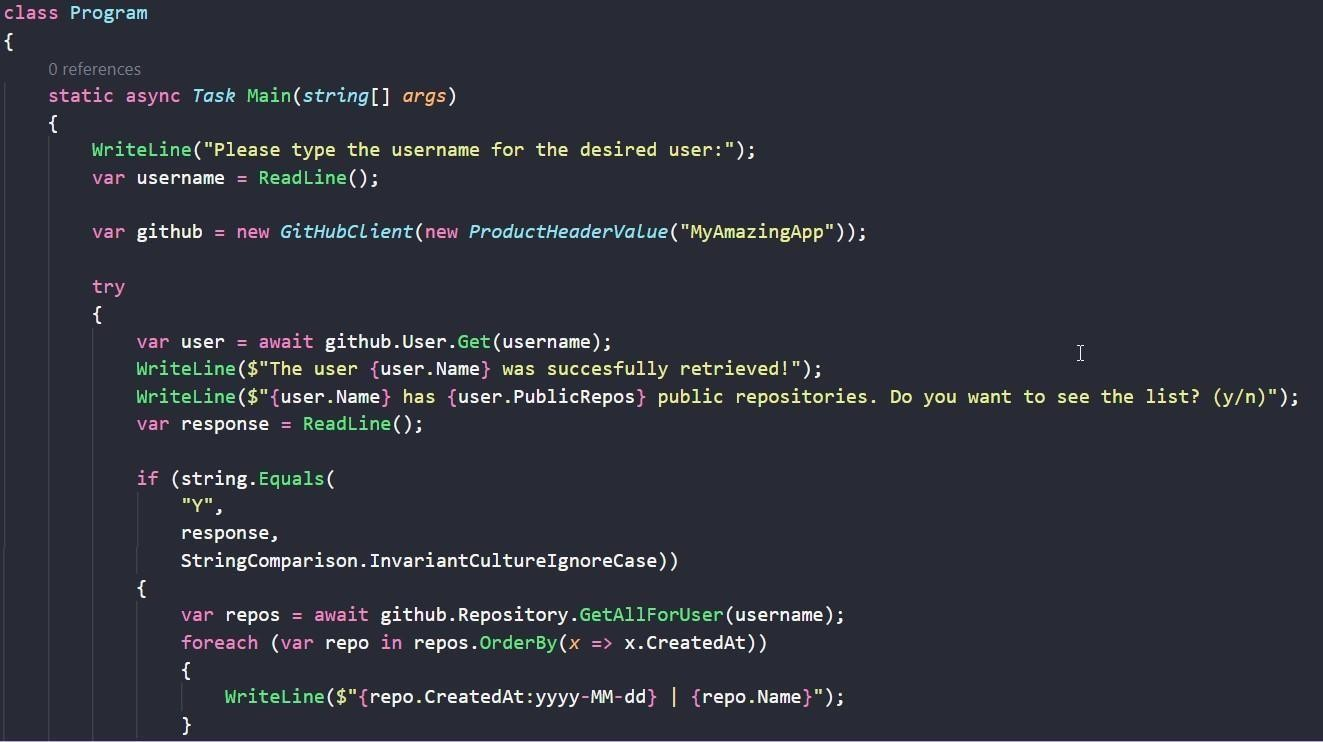 class Program
{
0 references
static async Task Main(string[] args)
{
WriteLine("Please type the username for the desired user:");
var username = ReadLine();
var github = new GitHubClient(new ProductHeaderValue("MyAmazingApp"));
try
{
var user = await github.User.Get(username);
WriteLine($"The user {user.Name} was succesfully retrieved!");
WriteLine($"{user.Name} has {user.PublicRepos} public repositories. Do you want to see the list? (y/n)");
var response = ReadLine();
if (string.Equals(
"Y",
response,
StringComparison.InvariantCultureIgnoreCase))
{
var repos = await github.Repository.GetAllForUser(username);
foreach (var repo in repos.OrderBy(x => x.CreatedAt))
{
WriteLine($"{repo.CreatedAt:yyyy-MM-dd} | {repo.Name}");
}